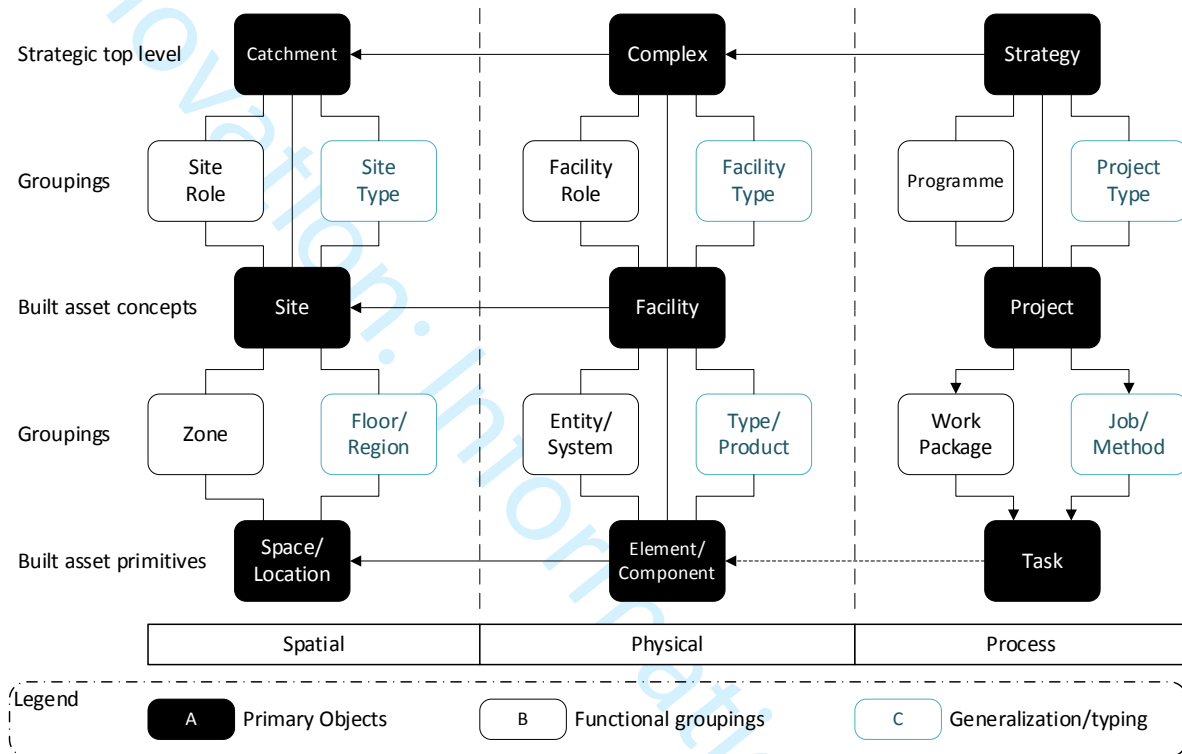 Strategic top level
Catchment
Complex
Strategy
Groupings
Site
Role
Site
Type
Facility
Role
Facility
Type
Programme
Project
Type
Built asset concepts
Site
Facility
Project
Groupings
Zone
Floor/
Region
Entity/
System
Type/
Product
Work
Package
Job/
Method
Built asset primitives
Space/
Location
Element/
Component
Task
Spatial
Physical
Process
Legend
A
Primary Objects
B
Functional groupings
C
Generalization/typing